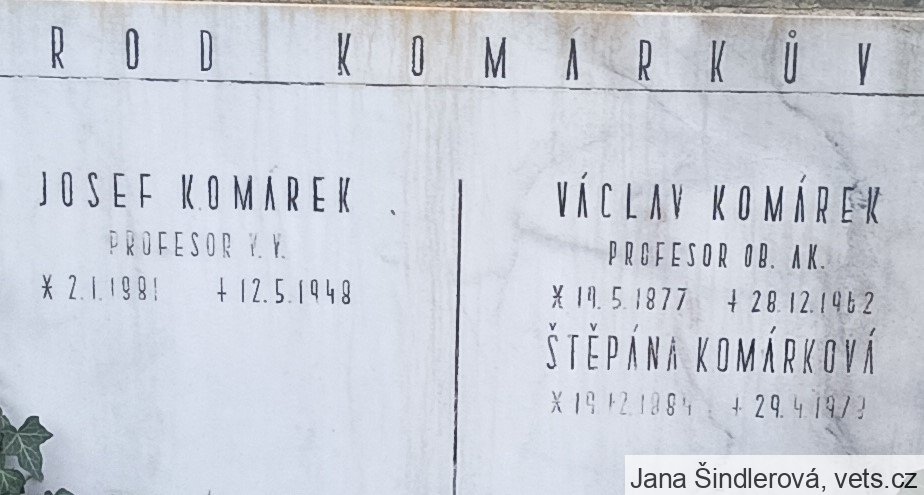 ROD KOMÁRKŮV
JOSEF KOMÁREK
PROFESOR V. V.
* 2.1.1981 + 12.5.1948
VÁCLAV KOMÁREK
PROFESOR OB. AK.
* 19.5.1877 + 28.12.1962
ŠTĚPÁNA KOMÁRKOVÁ
* 19.12.1884 + 29.4.1973
Jana Šindlerová, vets.cz